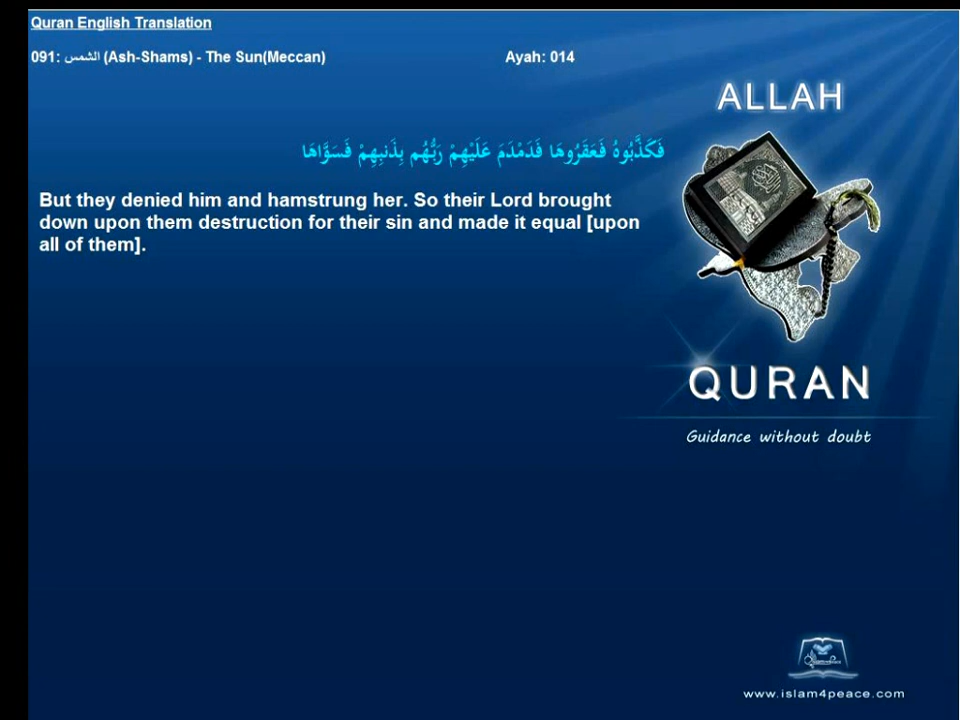 Quran English Translation
091: الشمس (Ash-Shams) - The Sun(Meccan) Ayah: 014
ALLAH
فَكَذَّبُوهُ فَعَقَرُوهَا فَدَمْدَمَ عَلَيْهِمْ رَبُّهُم بِذَنبِهِمْ فَسَوَّاهَا
But they denied him and hamstrung her. So their Lord brought
down upon them destruction for their sin and made it equal [upon
all of them].
QURAN
Guidance without doubt
www.islam4peace.com